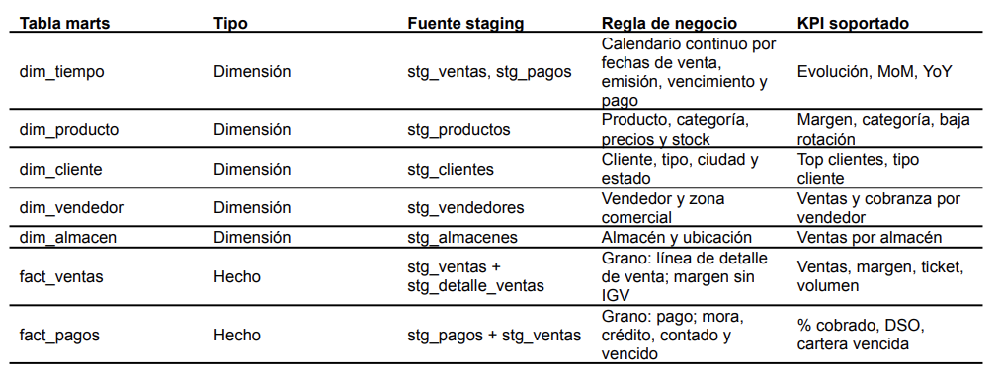 Tabla marts Tipo Fuente staging Regla de negocio KPI soportado
dim_tiempo Dimensión stg_ventas, stg_pagos Calendario continuo por fechas de venta, emisión, vencimiento y pago Evolución, MoM, YoY
dim_producto Dimensión stg_productos Producto, categoría, precios y stock Margen, categoría, baja rotación
dim_cliente Dimensión stg_clientes Cliente, tipo, ciudad y estado Top clientes, tipo cliente
dim_vendedor Dimensión stg_vendedores Vendedor y zona comercial Ventas y cobranza por vendedor
dim_almacen Dimensión stg_almacenes Almacén y ubicación Ventas por almacén
fact_ventas Hecho stg_ventas + stg_detalle_ventas Grano: línea de detalle de venta; margen sin IGV Ventas, margen, ticket, volumen
fact_pagos Hecho stg_pagos + stg_ventas Grano: pago; mora, crédito, contado y vencido % cobrado, DSO, cartera vencida